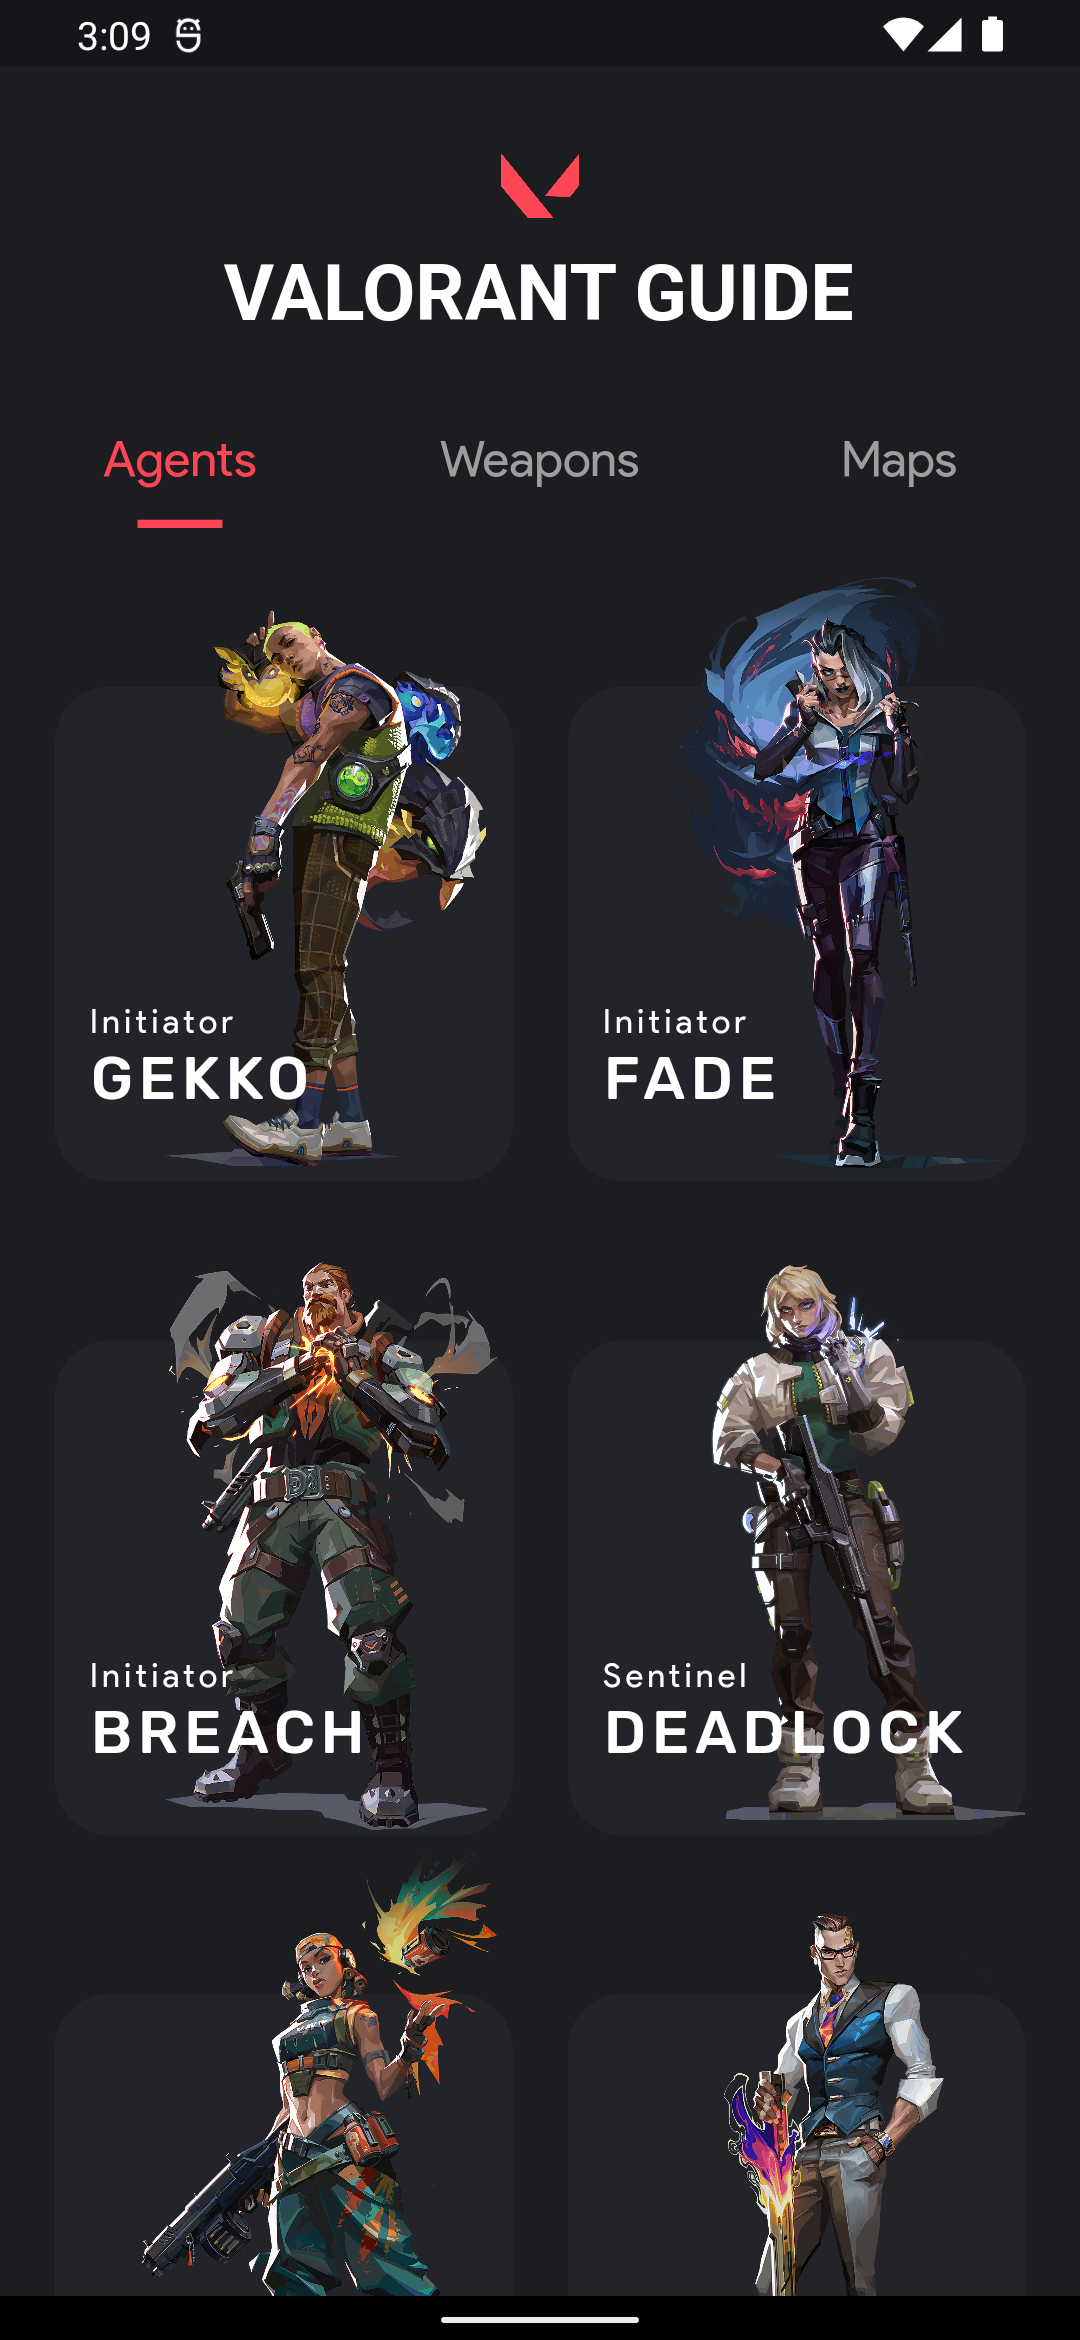 3:09
VALORANT GUIDE
Agents Weapons Maps
Initiator
GEKKO
Initiator
FADE
Initiator
BREACH
Sentinel
DEADLOCK